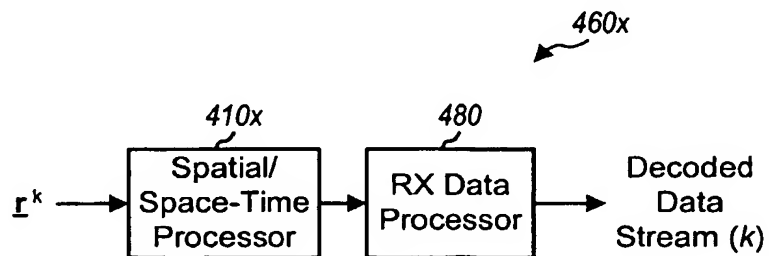 460x
410x
480
Spatial/
Space-Time
Processor
RX Data
Processor
r k
Decoded
Data
Stream (k)